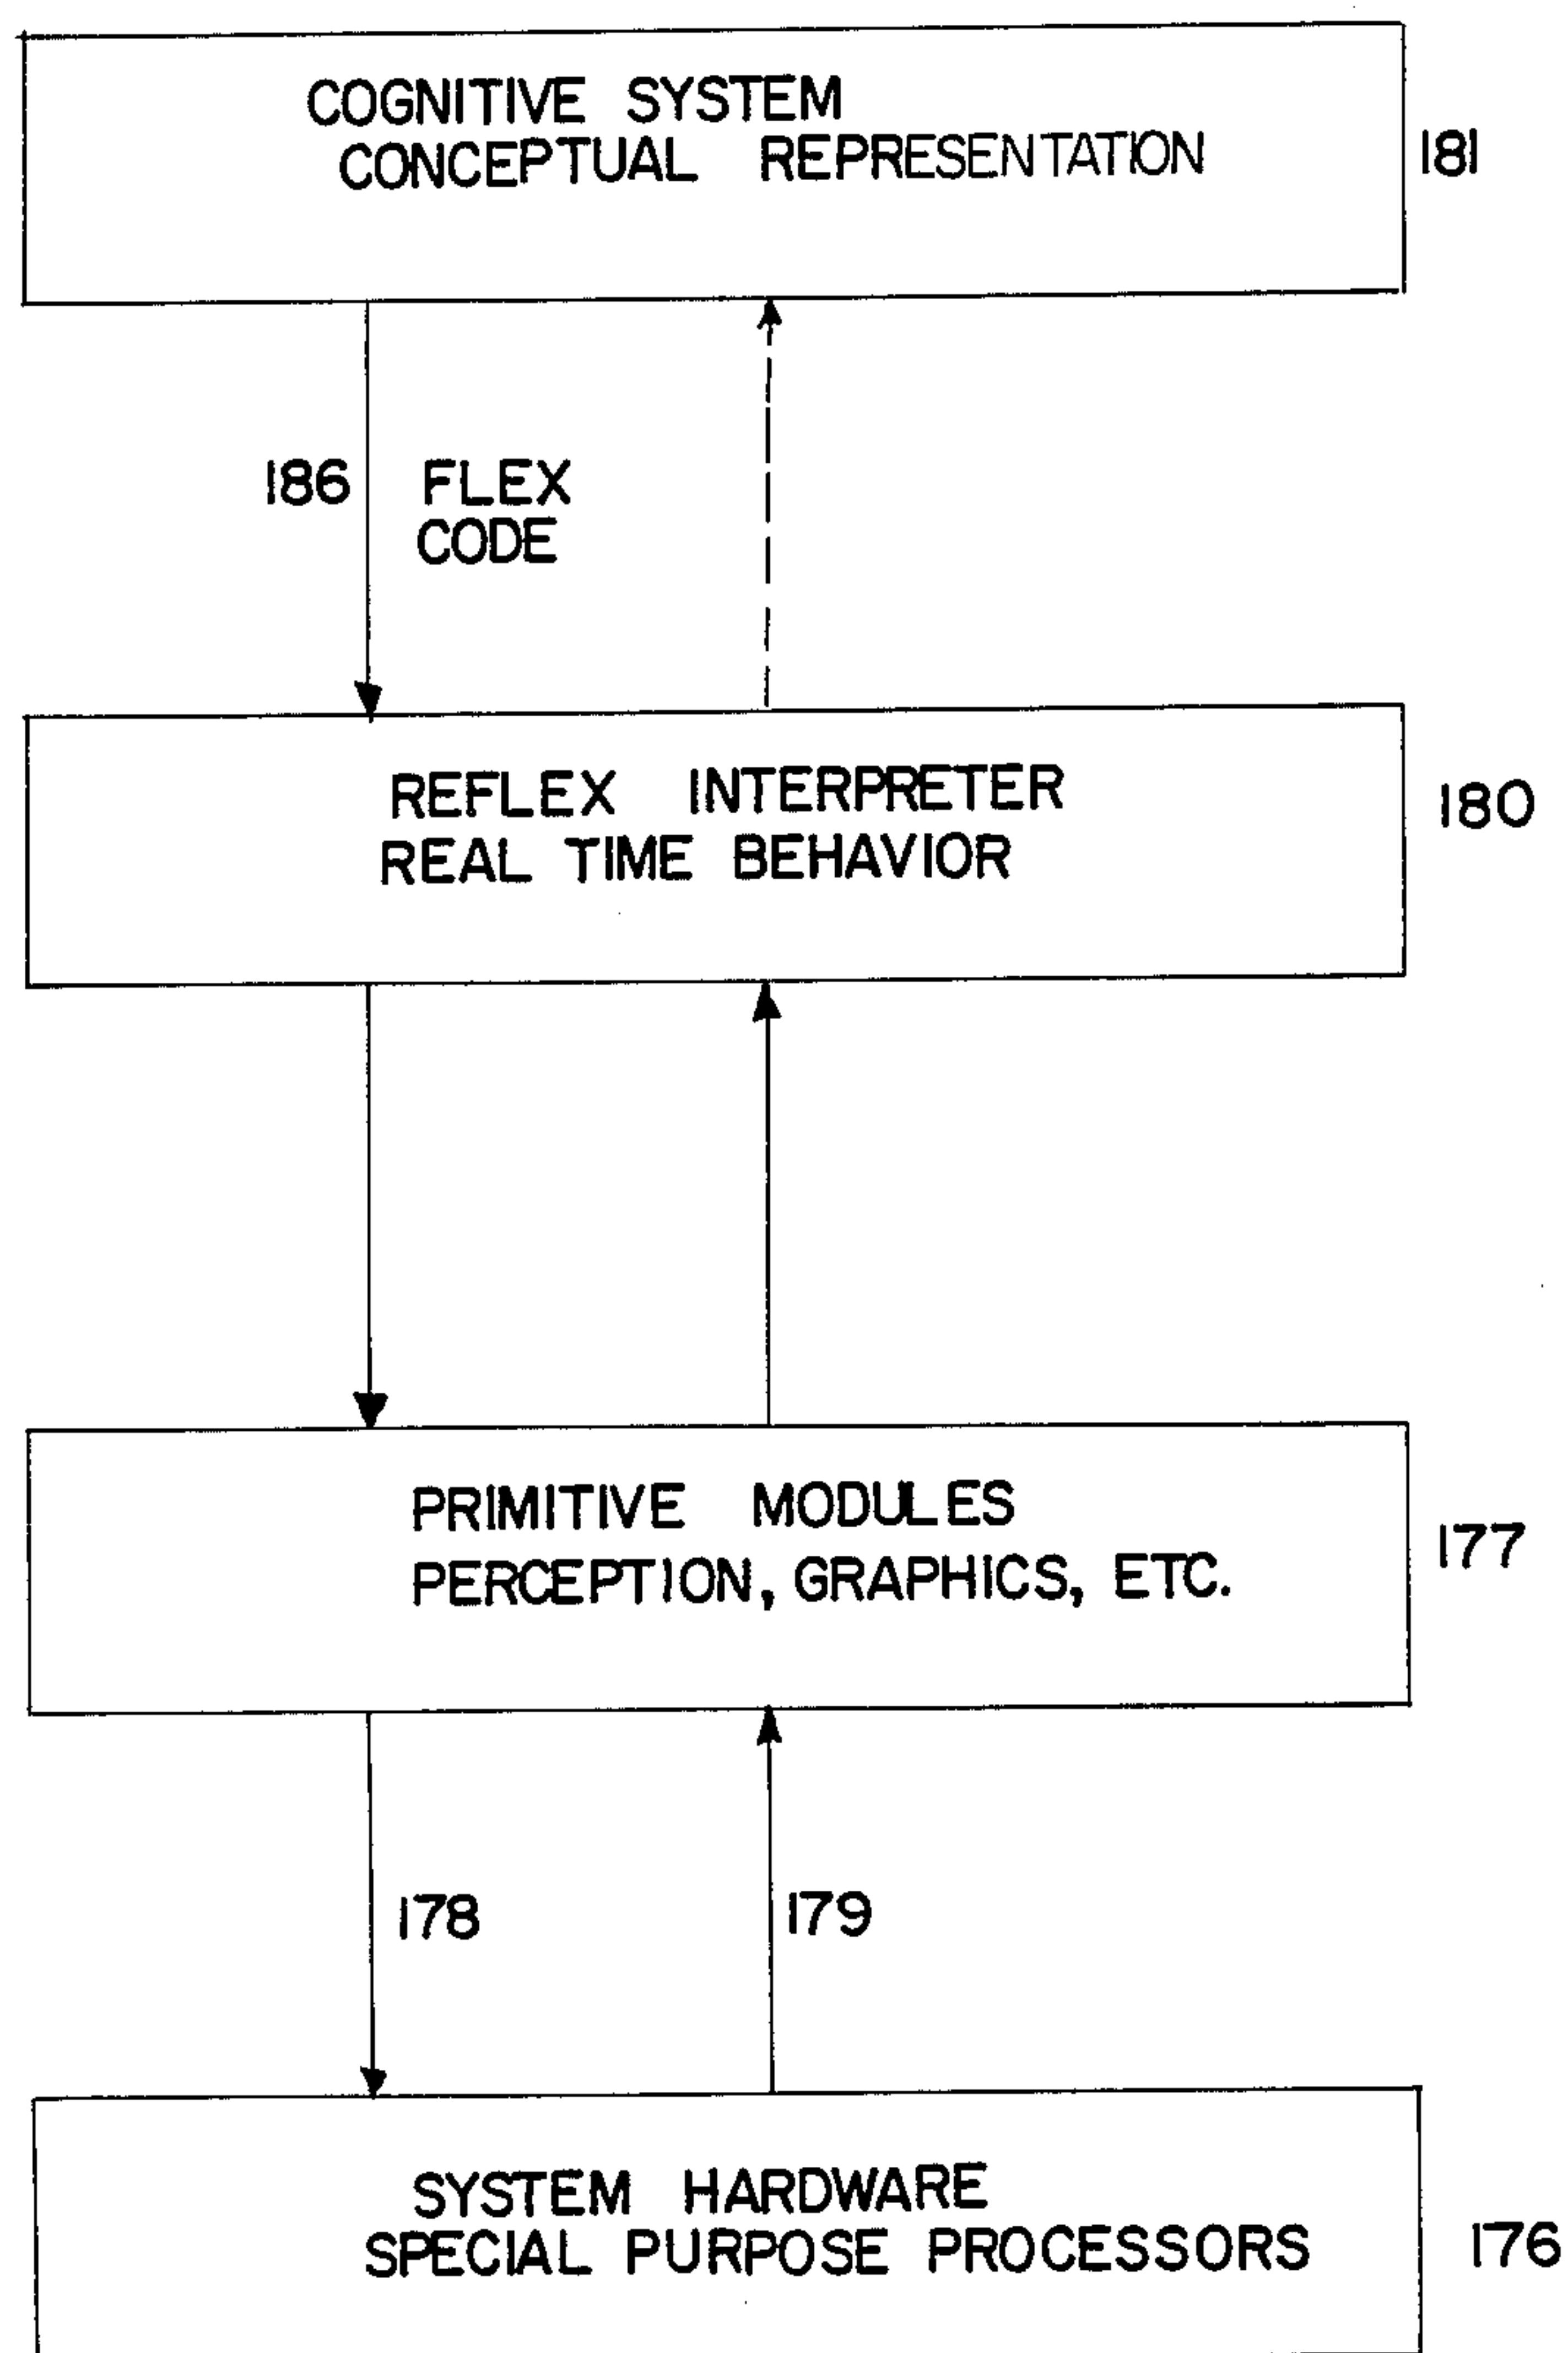 COGNITIVE SYSTEM
CONCEPTUAL REPRESENTATION
181
186
FLEX
CODE
REFLEX INTERPRETER
REAL TIME BEHAVIOR
180
PRIMITIVE MODULES
PERCEPTION, GRAPHICS, ETC.
177
178
179
SYSTEM HARDWARE
SPECIAL PURPOSE PROCESSORS
176